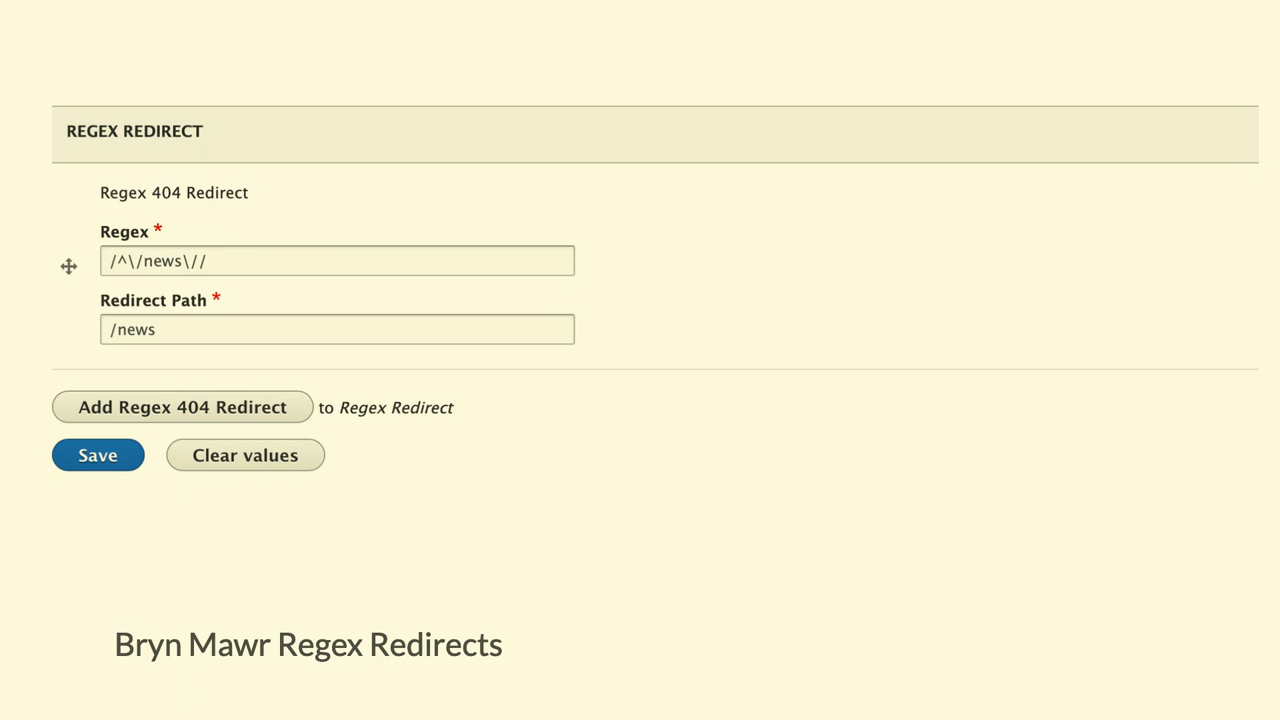 REGEX REDIRECT
Regex 404 Redirect
Regex *
/^\/news\//
Redirect Path *
/news
Add Regex 404 Redirect to Regex Redirect
Save Clear values
Bryn Mawr Regex Redirects